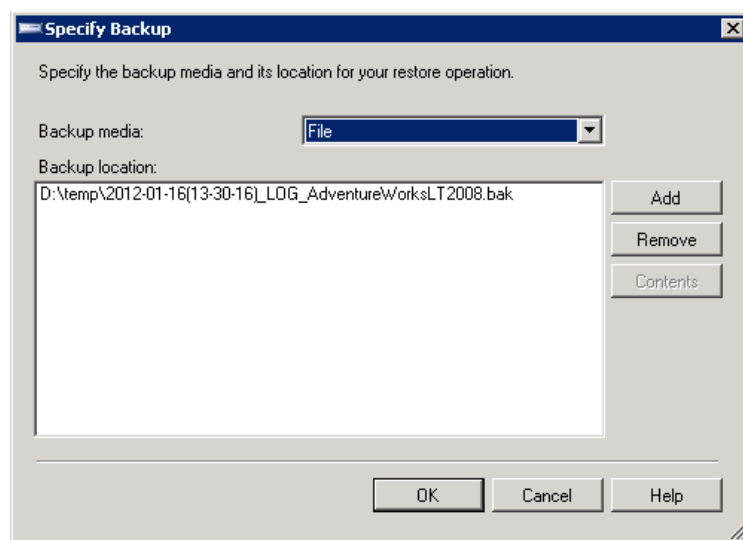 Specify Backup
Specify the backup media and its location for your restore operation.
Backup media:
File
Backup location:
D:\temp\2012-01-16(13-30-16)_LOG_AdventureWorksLT2008.bak
Add
Remove
Contents
OK
Cancel
Help